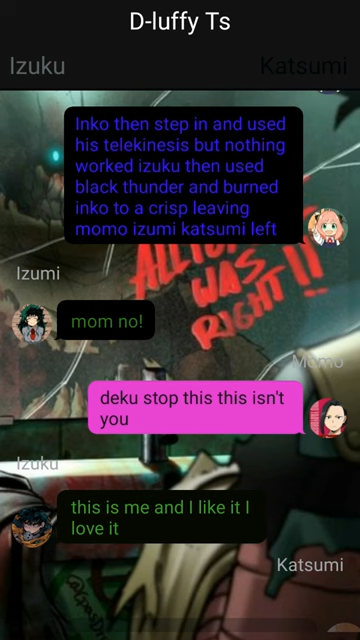 D-luffy Ts
Izuku
Katsumi
Inko then step in and used
his telekinesis but nothing
worked izuku then used
black thunder and burned
inko to a crisp leaving
momo izumi katsumi left
WAS
RIGHT!!
Izumi
mom no!
Momo
deku stop this this isn't
you
Izuku
this is me and I like it I
love it
Katsumi